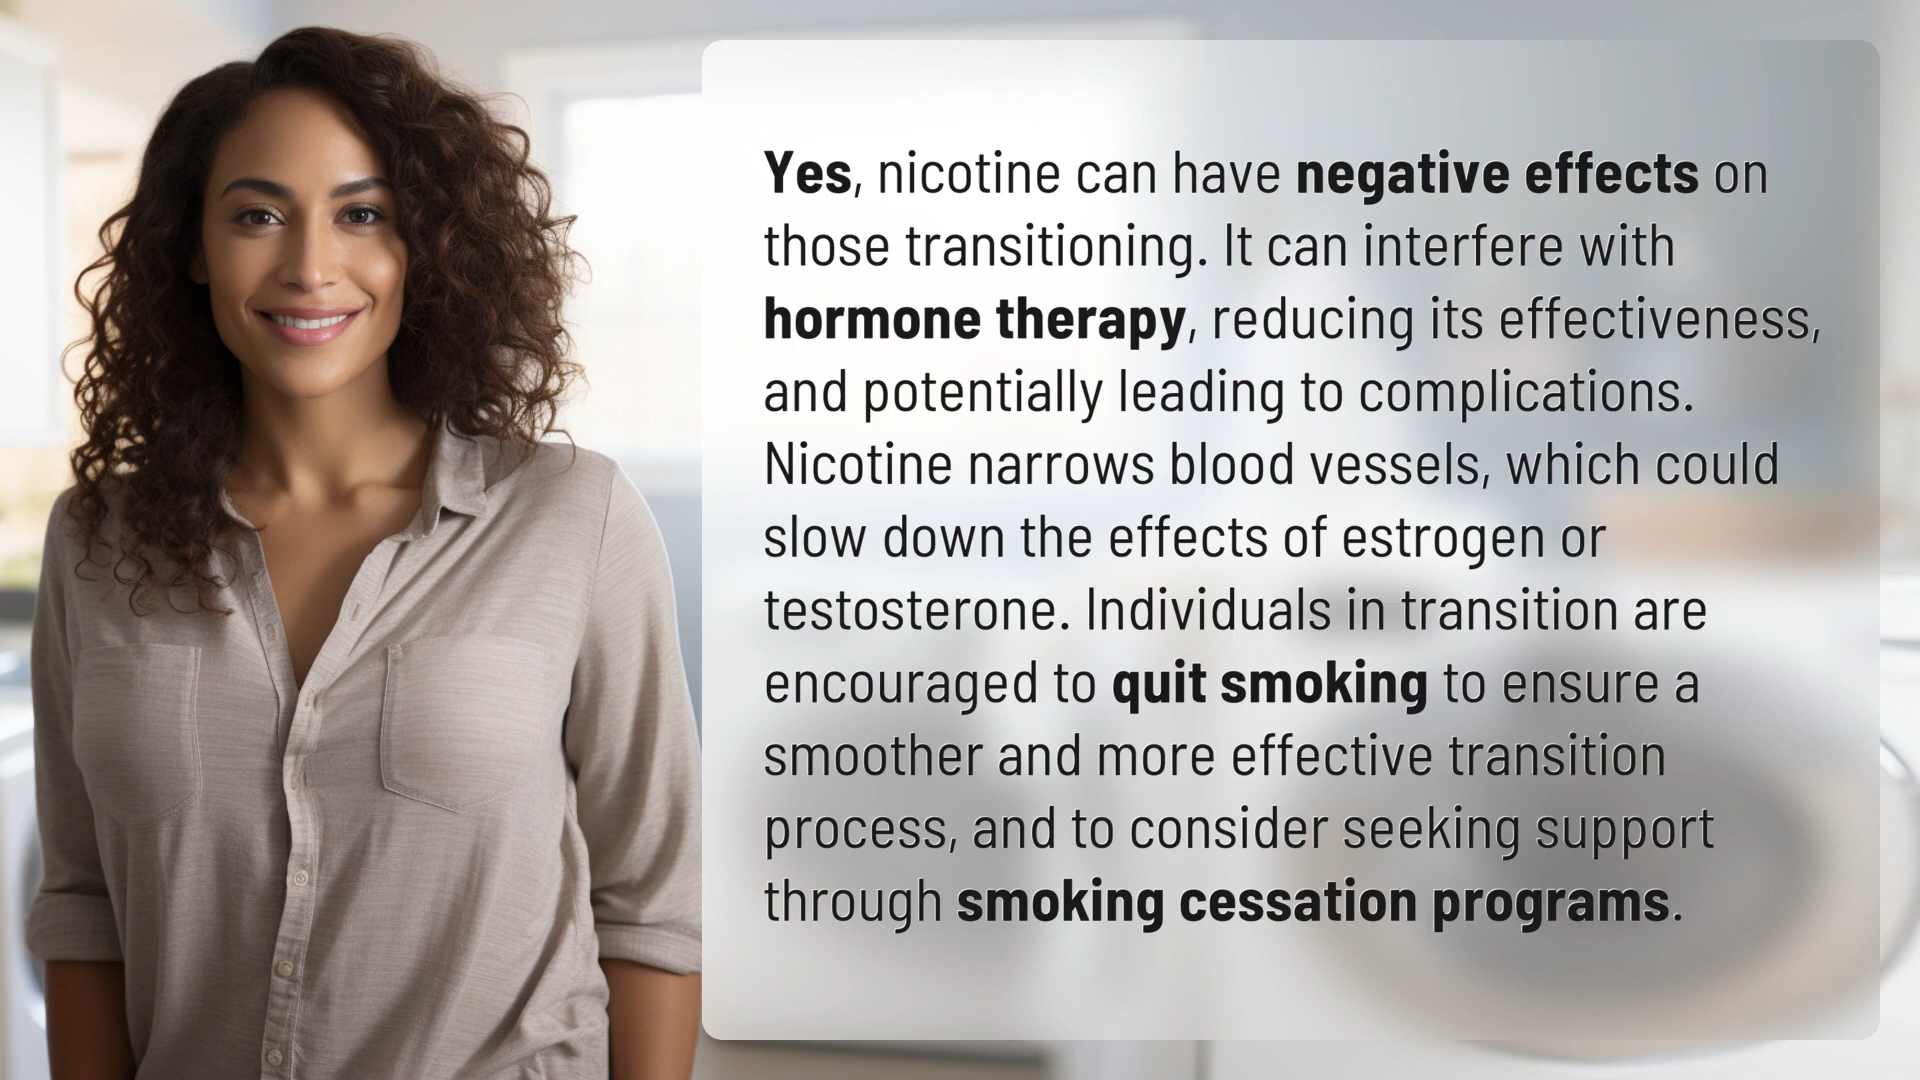 Yes, nicotine can have negative effects on
those transitioning. It can interfere with
hormone therapy, reducing its effectiveness,
and potentially leading to complications.
Nicotine narrows blood vessels, which could
slow down the effects of estrogen or
testosterone. Individuals in transition are
encouraged to quit smoking to ensure a
smoother and more effective transition
process, and to consider seeking support
through smoking cessation programs.